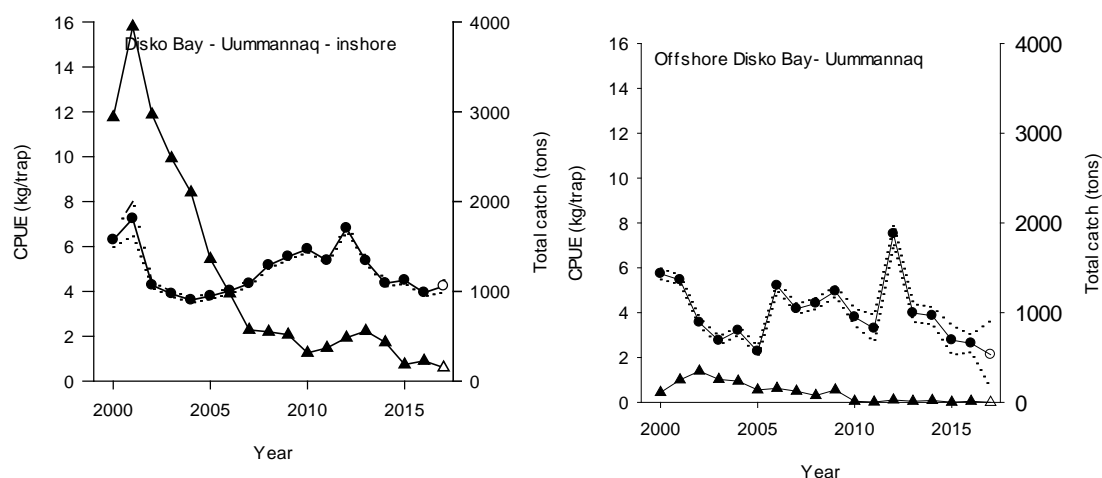 Disko Bay - Uummannaq - inshore
16
14
12
10
8
6
4
2
0
CPUE (kg/trap)
4000
3000
2000
1000
0
Total catch (tons)
2000 2005 2010 2015
Year
Offshore Disko Bay- Uummannaq
16
14
12
10
8
6
4
2
0
CPUE (kg/trap)
4000
3000
2000
1000
0
Total catch (tons)
2000 2005 2010 2015
Year